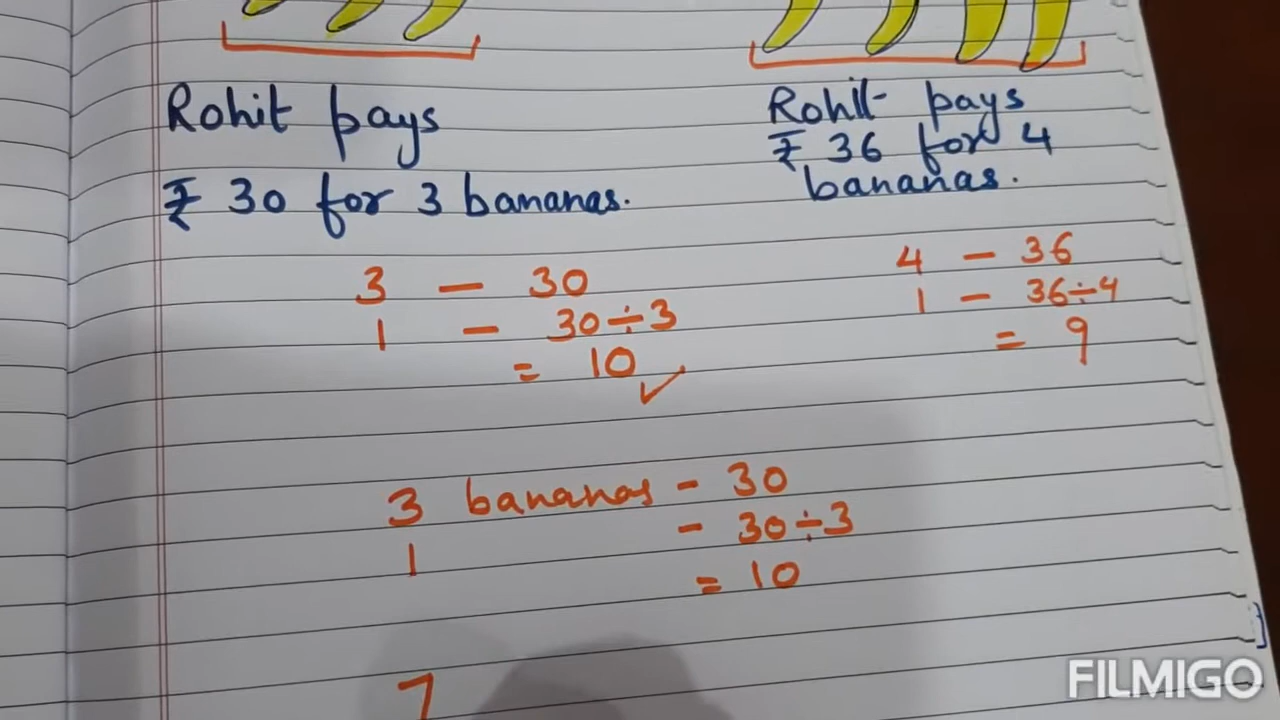 Rohit pays
₹ 30 for 3 bananas.
3 - 30
1 - 30÷3
= 10 ✓
Rohit pays
₹ 36 for 4
bananas.
4 - 36
1 - 36÷4
= 9
3 bananas - 30
1 - 30÷3
= 10
7
FILMIGO